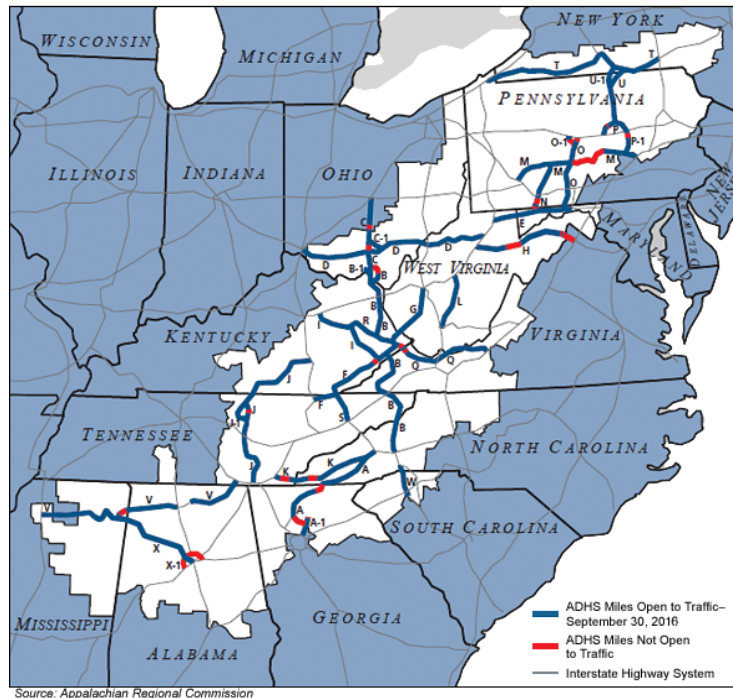 NEW YORK
WISCONSIN
MICHIGAN
T
T
U-1
U
PENNSYLVANIA
P
O-1
O
P-1
M
M
M
O
ILLINOIS
INDIANA
OHIO
N
NEW JERSEY
E
MARYLAND
DELAWARE
C
C-1
D
D
D
H
C
B-1
B
WEST VIRGINIA
G
L
B
R
B
I
KENTUCKY
VIRGINIA
I
J
F
B
Q
Q
F
S
B
J
J-1
B
TENNESSEE
NORTH CAROLINA
J
K
K
A
W
V
V
V
A
A-1
SOUTH CAROLINA
X
X-1
MISSISSIPPI
ALABAMA
GEORGIA
ADHS Miles Open to Traffic–
September 30, 2016
ADHS Miles Not Open
to Traffic
Interstate Highway System
Source: Appalachian Regional Commission